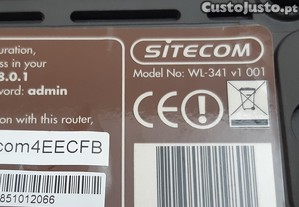 CustoJusto.pt
SITECOM
uration,
Model No: WL-341 v1 001
ss in your
8.0.1
word: admin
on with this router,
com4EECFB
851012066